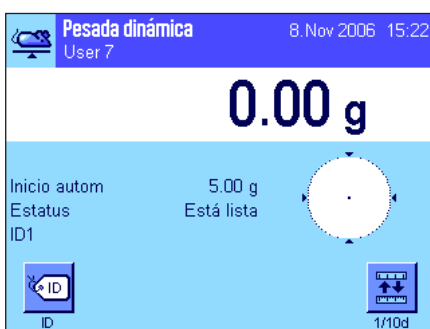 Pesada dinámica 8.Nov 2006 15:22
User 7
0.00 g
Inicio autom 5.00 g
Estatus Está lista
ID1
ID
ID 1/10d